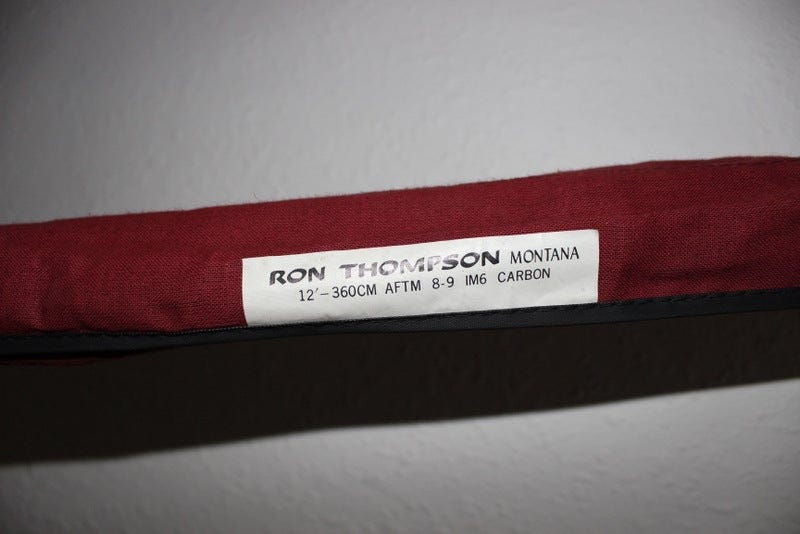 RON THOMPSON MONTANA
12'-360CM AFTM 8-9 IM6 CARBON